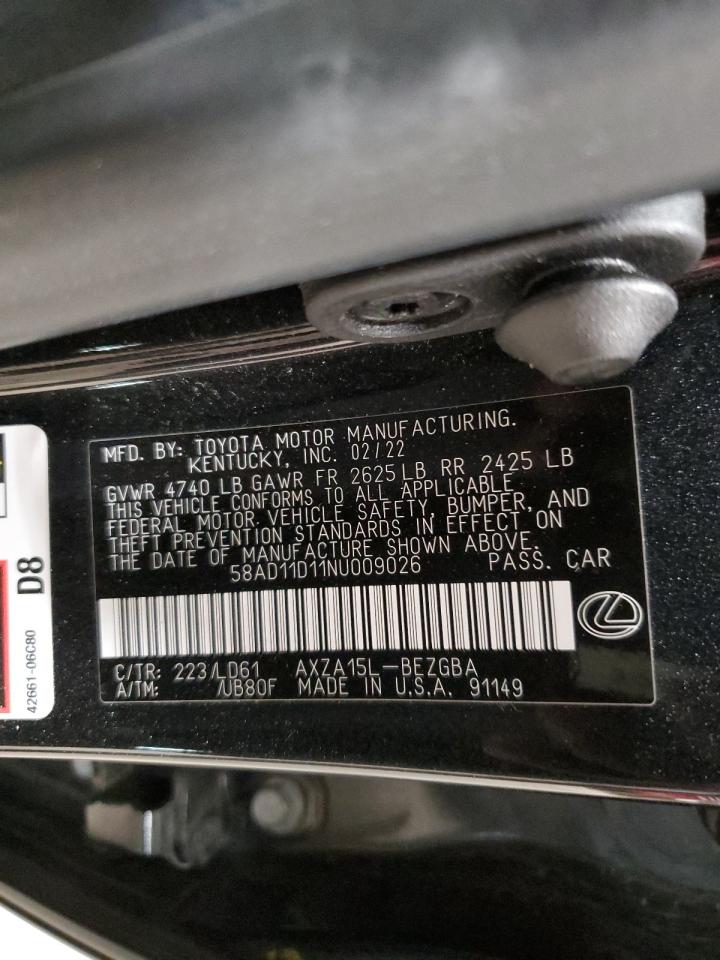 MFD. BY: TOYOTA MOTOR MANUFACTURING.
KENTUCKY, INC. 02/22
GVWR 4740 LB GAWR FR 2625 LB RR 2425 LB
THIS VEHICLE CONFORMS TO ALL APPLICABLE
FEDERAL MOTOR VEHICLE SAFETY, BUMPER, AND
THEFT PREVENTION STANDARDS IN EFFECT ON
THE DATE OF MANUFACTURE SHOWN ABOVE.
58AD11D11NU009026 PASS. CAR
C/TR: 223/LD61 AXZA15L-BEZGBA
A/TM: /UB80F MADE IN U.S.A. 91149
D8
42661-06C80